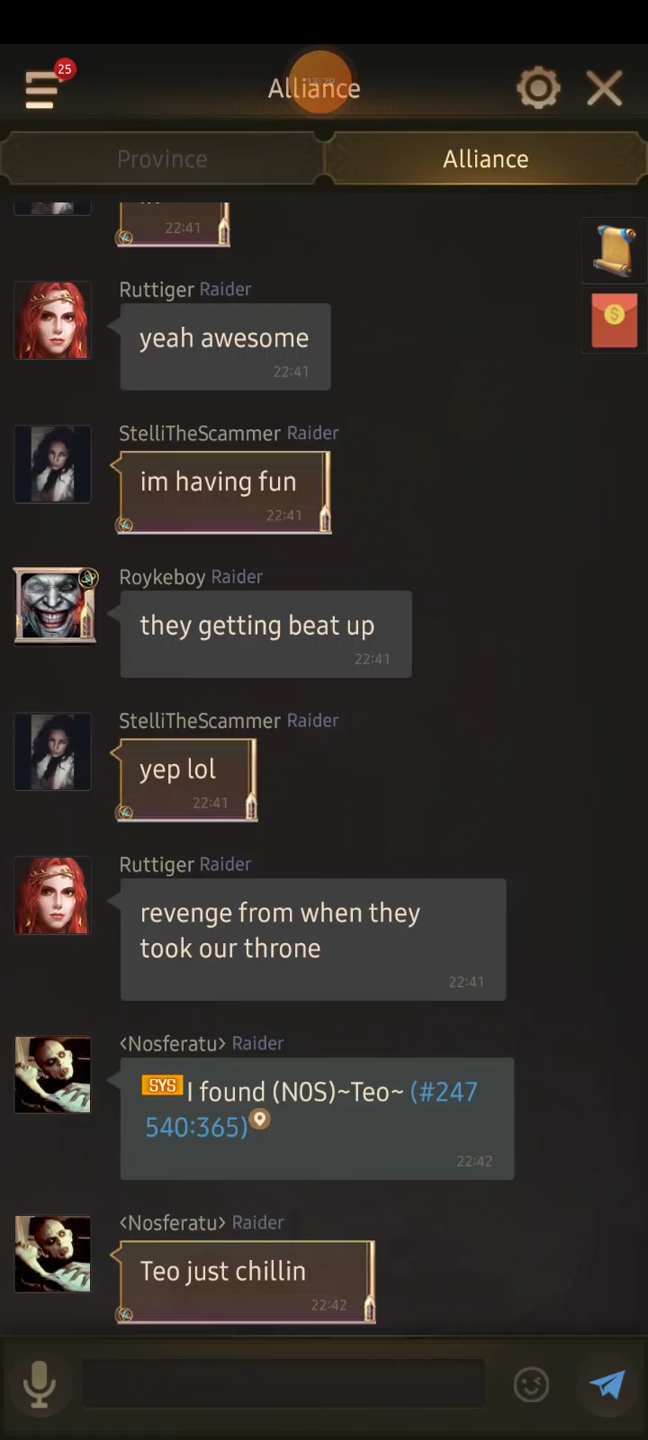 25
Alliance
Province
Alliance
22:41
Ruttiger Raider
yeah awesome
22:41
StelliTheScammer Raider
im having fun
22:41
Roykeboy Raider
they getting beat up
22:41
StelliTheScammer Raider
yep lol
22:41
Ruttiger Raider
revenge from when they
took our throne
22:41
<Nosferatu> Raider
SYS I found (NOS)~Teo~ (#247
540:365)
22:42
<Nosferatu> Raider
Teo just chillin
22:42